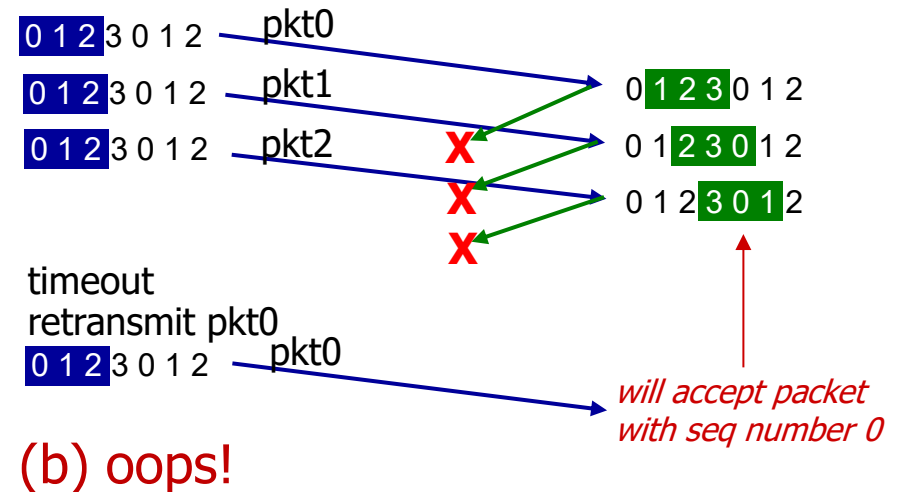 0 1 2 3 0 1 2 pkt0
0 1 2 3 0 1 2
0 1 2 3 0 1 2 pkt1
X 0 1 2 3 0 1 2
0 1 2 3 0 1 2 pkt2
X 0 1 2 3 0 1 2
X
timeout
retransmit pkt0
0 1 2 3 0 1 2 pkt0
will accept packet
with seq number 0
(b) oops!